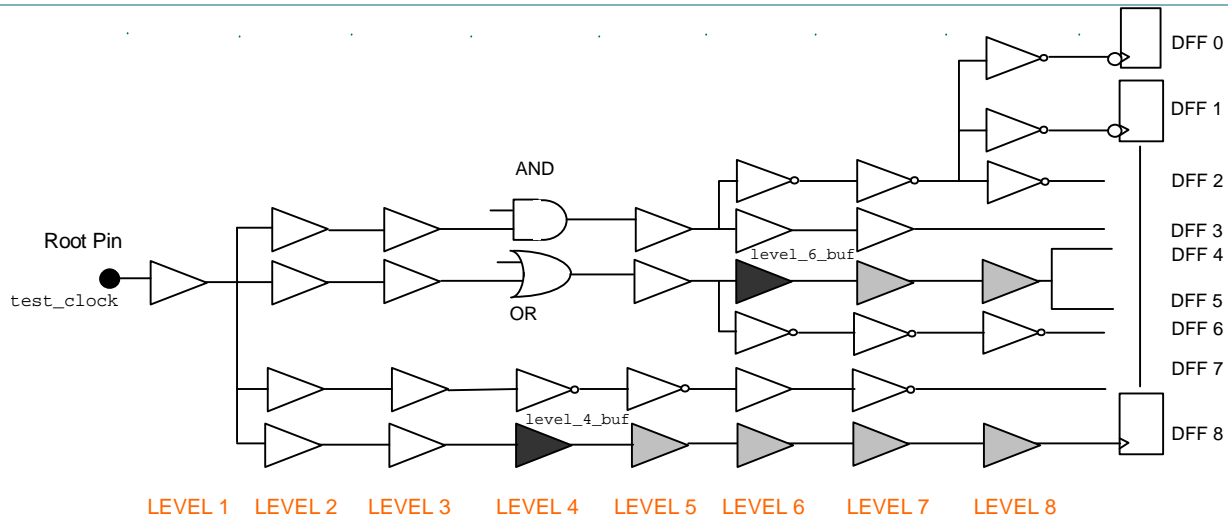 DFF 0
DFF 1
AND
DFF 2
Root Pin
DFF 3
level_6_buf
DFF 4
test_clock
DFF 5
OR
DFF 6
DFF 7
level_4_buf
DFF 8
LEVEL 1 LEVEL 2 LEVEL 3 LEVEL 4 LEVEL 5 LEVEL 6 LEVEL 7 LEVEL 8